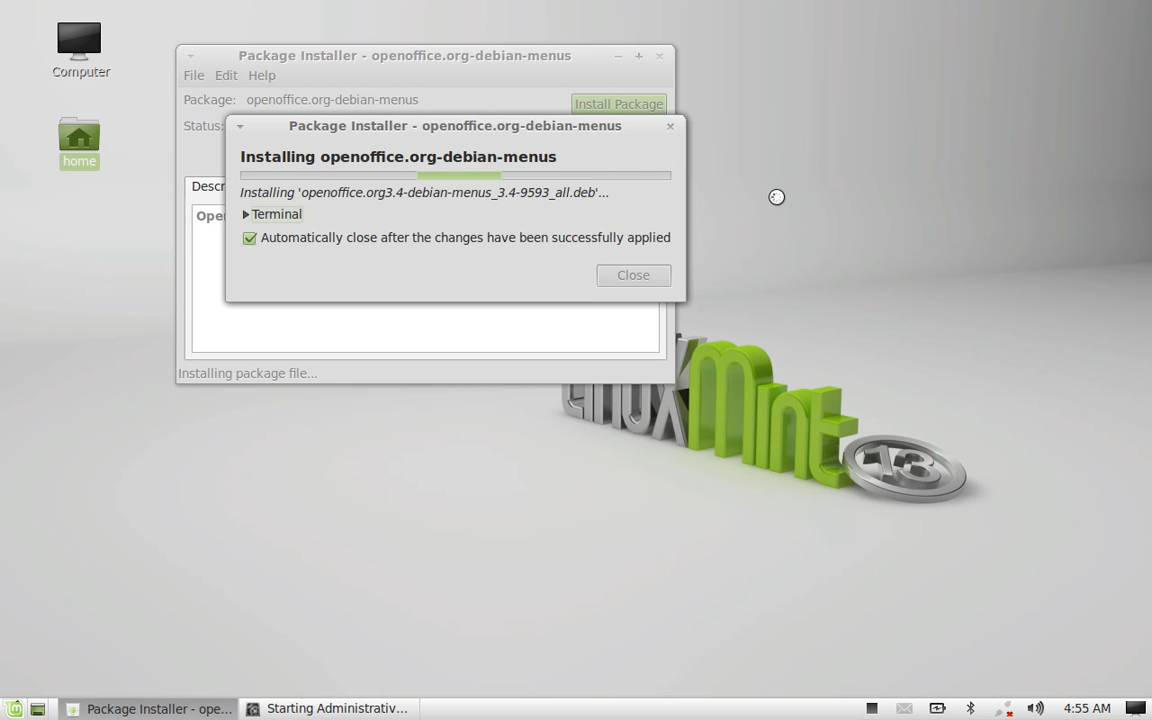 Computer
home
Package Installer - openoffice.org-debian-menus
File Edit Help
Package: openoffice.org-debian-menus
Install Package
Status:
Package Installer - openoffice.org-debian-menus
Installing openoffice.org-debian-menus
Installing 'openoffice.org3.4-debian-menus_3.4-9593_all.deb'...
Terminal
Automatically close after the changes have been successfully applied
Close
Descr
Ope
Installing package file...
LinuxMint
13
Package Installer - ope...
Starting Administrativ...
4:55 AM